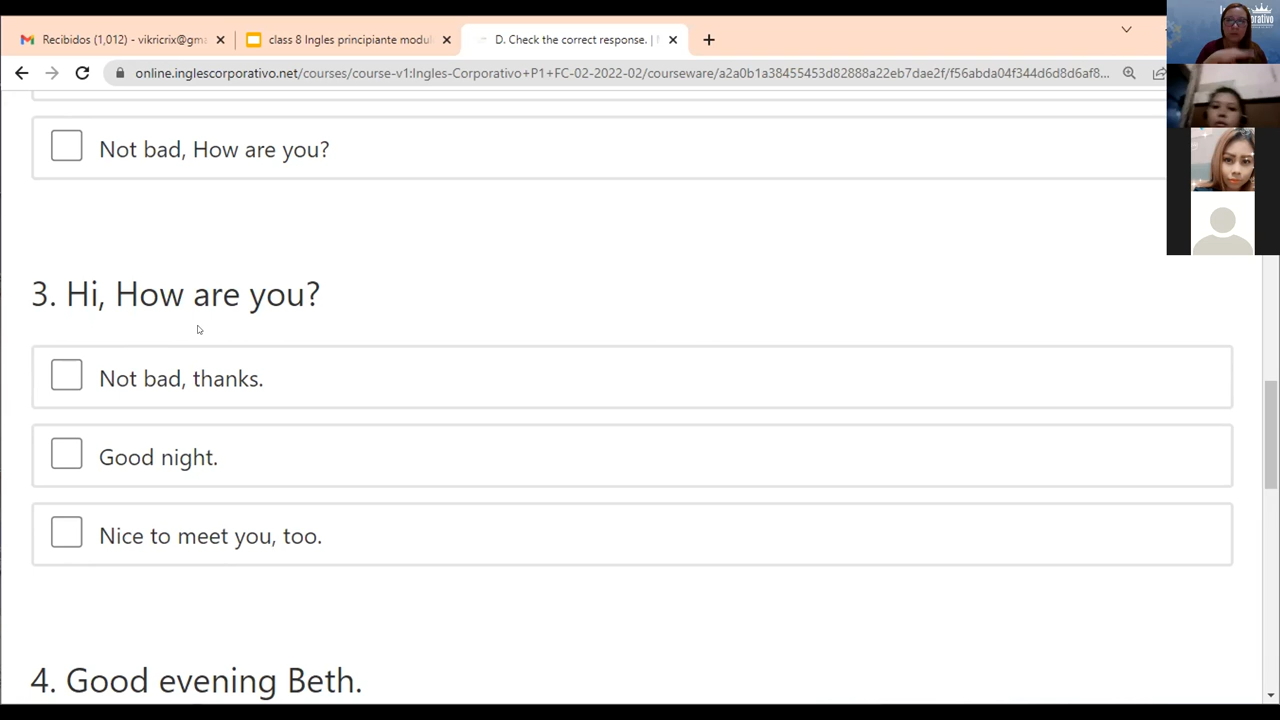 Recibidos (1,012) - vikricrix@gma
class 8 Ingles principiante modul
D. Check the correct response. |
online.inglescorporativo.net/courses/course-v1:Ingles-Corporativo+P1+FC-02-2022-02/courseware/a2a0b1a38455453d82888a22eb7dae2f/f56abda04f344d6d8d6af8...
Not bad, How are you?
3. Hi, How are you?
Not bad, thanks.
Good night.
Nice to meet you, too.
4. Good evening Beth.